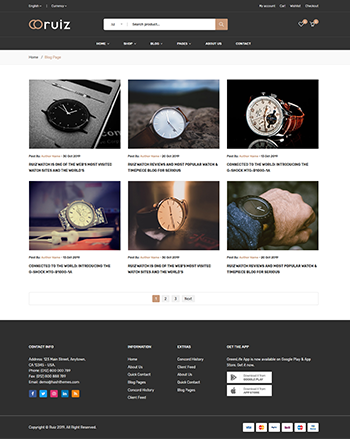 English Currency My account Cart Wishlist Checkout
ruiz
All Search product...
HOME SHOP BLOG PAGES ABOUT US CONTACT
Home / Blog Page
Post By: Author Name - 30 Oct 2019
RUIZ WATCH IS ONE OF THE WEB'S MOST VISITED WATCH SITES AND THE WORLD'S
Post By: Author Name - 20 Oct 2019
RUIZ WATCH REVIEWS AND MOST POPULAR WATCH & TIMEPIECE BLOG FOR SERIOUS
Post By: Author Name - 10 Oct 2019
CONNECTED TO THE WORLD: INTRODUCING THE G-SHOCK MTG-B1000-1A
Post By: Author Name - 10 Oct 2019
CONNECTED TO THE WORLD: INTRODUCING THE G-SHOCK MTG-B1000-1A
Post By: Author Name - 30 Oct 2019
RUIZ WATCH IS ONE OF THE WEB'S MOST VISITED WATCH SITES AND THE WORLD'S
Post By: Author Name - 20 Oct 2019
RUIZ WATCH REVIEWS AND MOST POPULAR WATCH & TIMEPIECE BLOG FOR SERIOUS
1 2 3 Next
CONTACT INFO
Address: 123 Main Street, Anytown, CA 12345 - USA.
Phone: (012) 800 456 789
Fax: (012) 800 888 789
Email: demo@hashthemes.com
INFORMATION
Home
About Us
Quick Contact
Blog Pages
Concord History
Client Feed
EXTRAS
Concord History
Client Feed
About Us
Quick Contact
Blog Pages
GET THE APP
GreenLife App is now available on Google Play & App Store. Get it now.
Download it from
GOOGLE PLAY
Download it from
APP STORE
Copyright © Ruiz 2019. All Right Reserved.